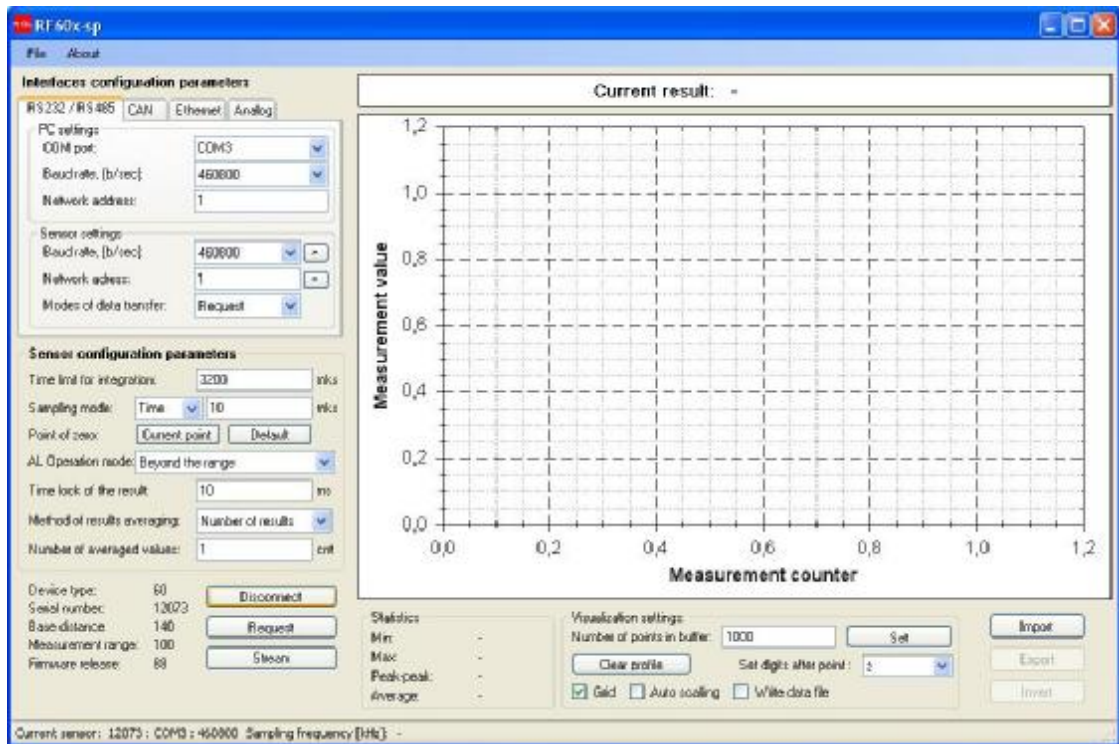 RF60x-sp
File About
Interfaces configuration parameters
RS232 / RS485 CAN Ethernet Analog
PC settings
COM port: COM3
Baud rate, [b/sec]: 460800
Network address: 1
Sensor settings
Baud rate, [b/sec]: 460800
Network adress: 1
Modes of data transfer: Request
Sensor configuration parameters
Time limit for integration: 3200 mks
Sampling mode: Time 10 mks
Point of zero: Current point Default
AL Operation mode: Beyond the range
Time lock of the result: 10 ms
Method of results averaging: Number of results
Number of averaged values: 1 cnt
Device type: 60
Serial number: 12073
Base distance: 140
Measurement range: 100
Firmware release: 88
Disconnect
Request
Stream
Current result: -
Measurement value
1,2
1,0
0,8
0,6
0,4
0,2
0,0
0,0 0,2 0,4 0,6 0,8 1,0 1,2
Measurement counter
Statistics
Min: -
Max: -
Peak-peak: -
Average: -
Visualisation settings
Number of points in buffer: 1000 Set
Clear profile Set digits after point :
Grid Auto scaling Write data file
Import
Export
Invert
Current sensor: 12073 : COM3 : 460800 Sampling frequency [kHz]: -